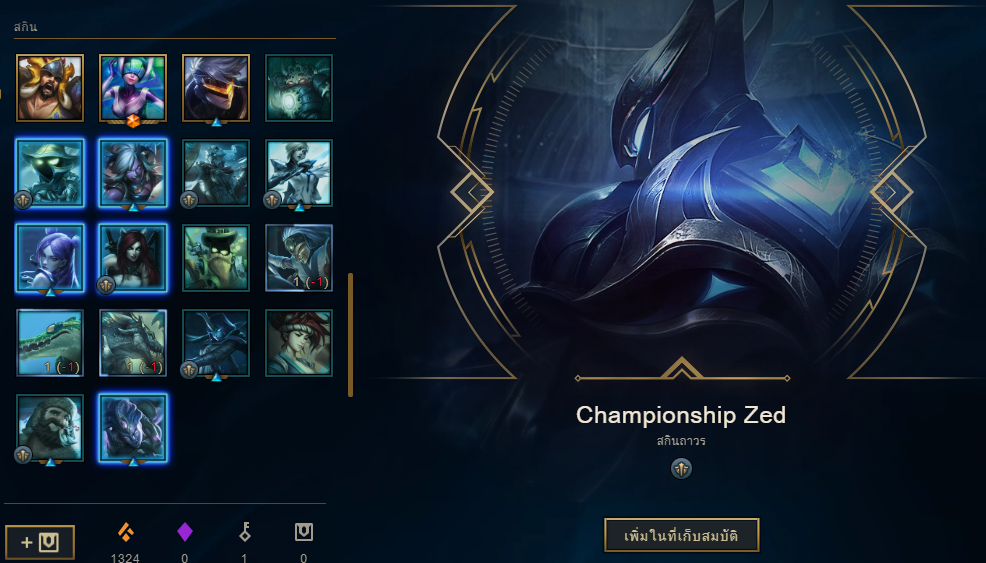 สกิน
1 (-1)
1 (-1)
1 (-1)
Championship Zed
สกินถาวร
เพิ่มในที่เก็บสมบัติ
+
1324
0
1
0